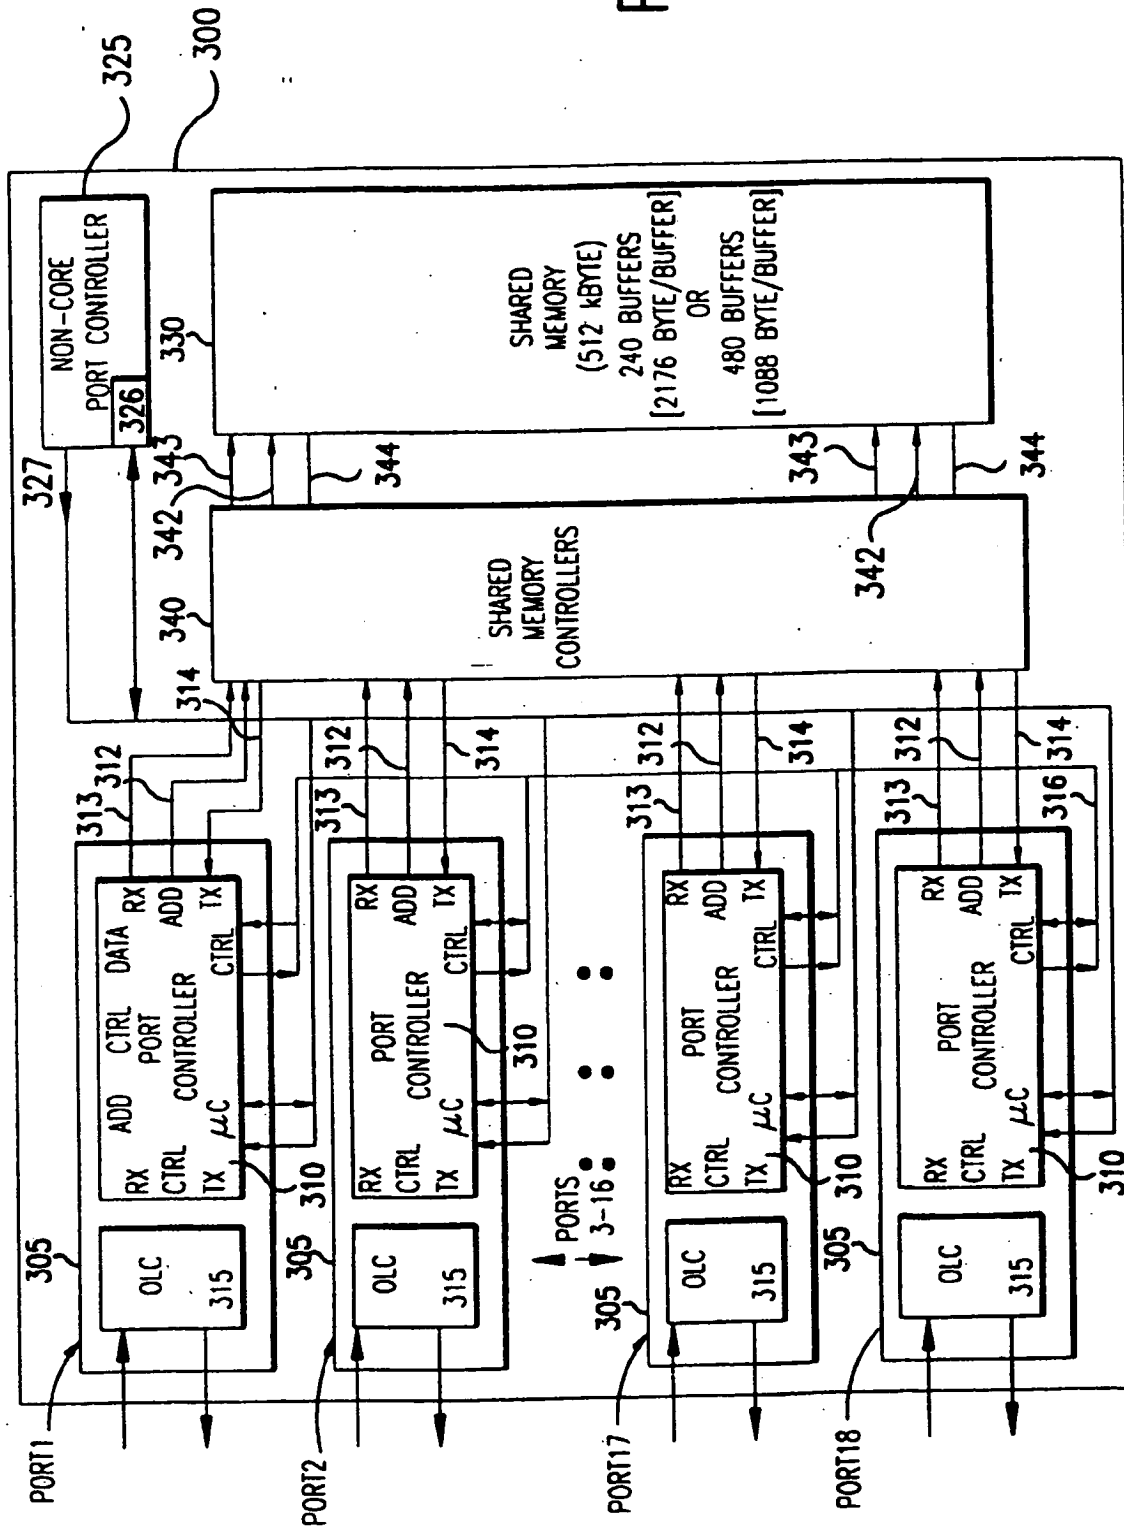 300
325
NON-CORE
PORT CONTROLLER
326
327
330
SHARED
MEMORY
(512 kBYTE)
240 BUFFERS
[2176 BYTE/BUFFER]
OR
480 BUFFERS
[1088 BYTE/BUFFER]
343
342
344
343
342
344
340
SHARED
MEMORY
CONTROLLERS
PORT1
305
OLC
315
RX
CTRL
TX
ADD CTRL DATA
PORT
CONTROLLER
310
µC
CTRL
RX
ADD
TX
313
312
314
PORT2
305
OLC
315
RX
CTRL
TX
PORT
CONTROLLER
310
µC
CTRL
RX
ADD
TX
313
312
314
PORTS
3-16
PORT17
305
OLC
315
RX
CTRL
TX
PORT
CONTROLLER
310
µC
CTRL
RX
ADD
TX
313
312
314
PORT18
305
OLC
315
RX
CTRL
TX
PORT
CONTROLLER
310
µC
CTRL
RX
ADD
TX
313
312
314
316